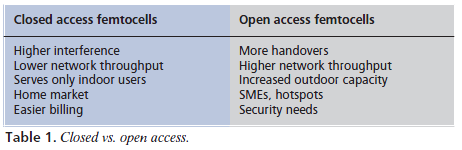 Closed access femtocells
Open access femtocells
Higher interference
Lower network throughput
Serves only indoor users
Home market
Easier billing
More handovers
Higher network throughput
Increased outdoor capacity
SMEs, hotspots
Security needs
Table 1. Closed vs. open access.